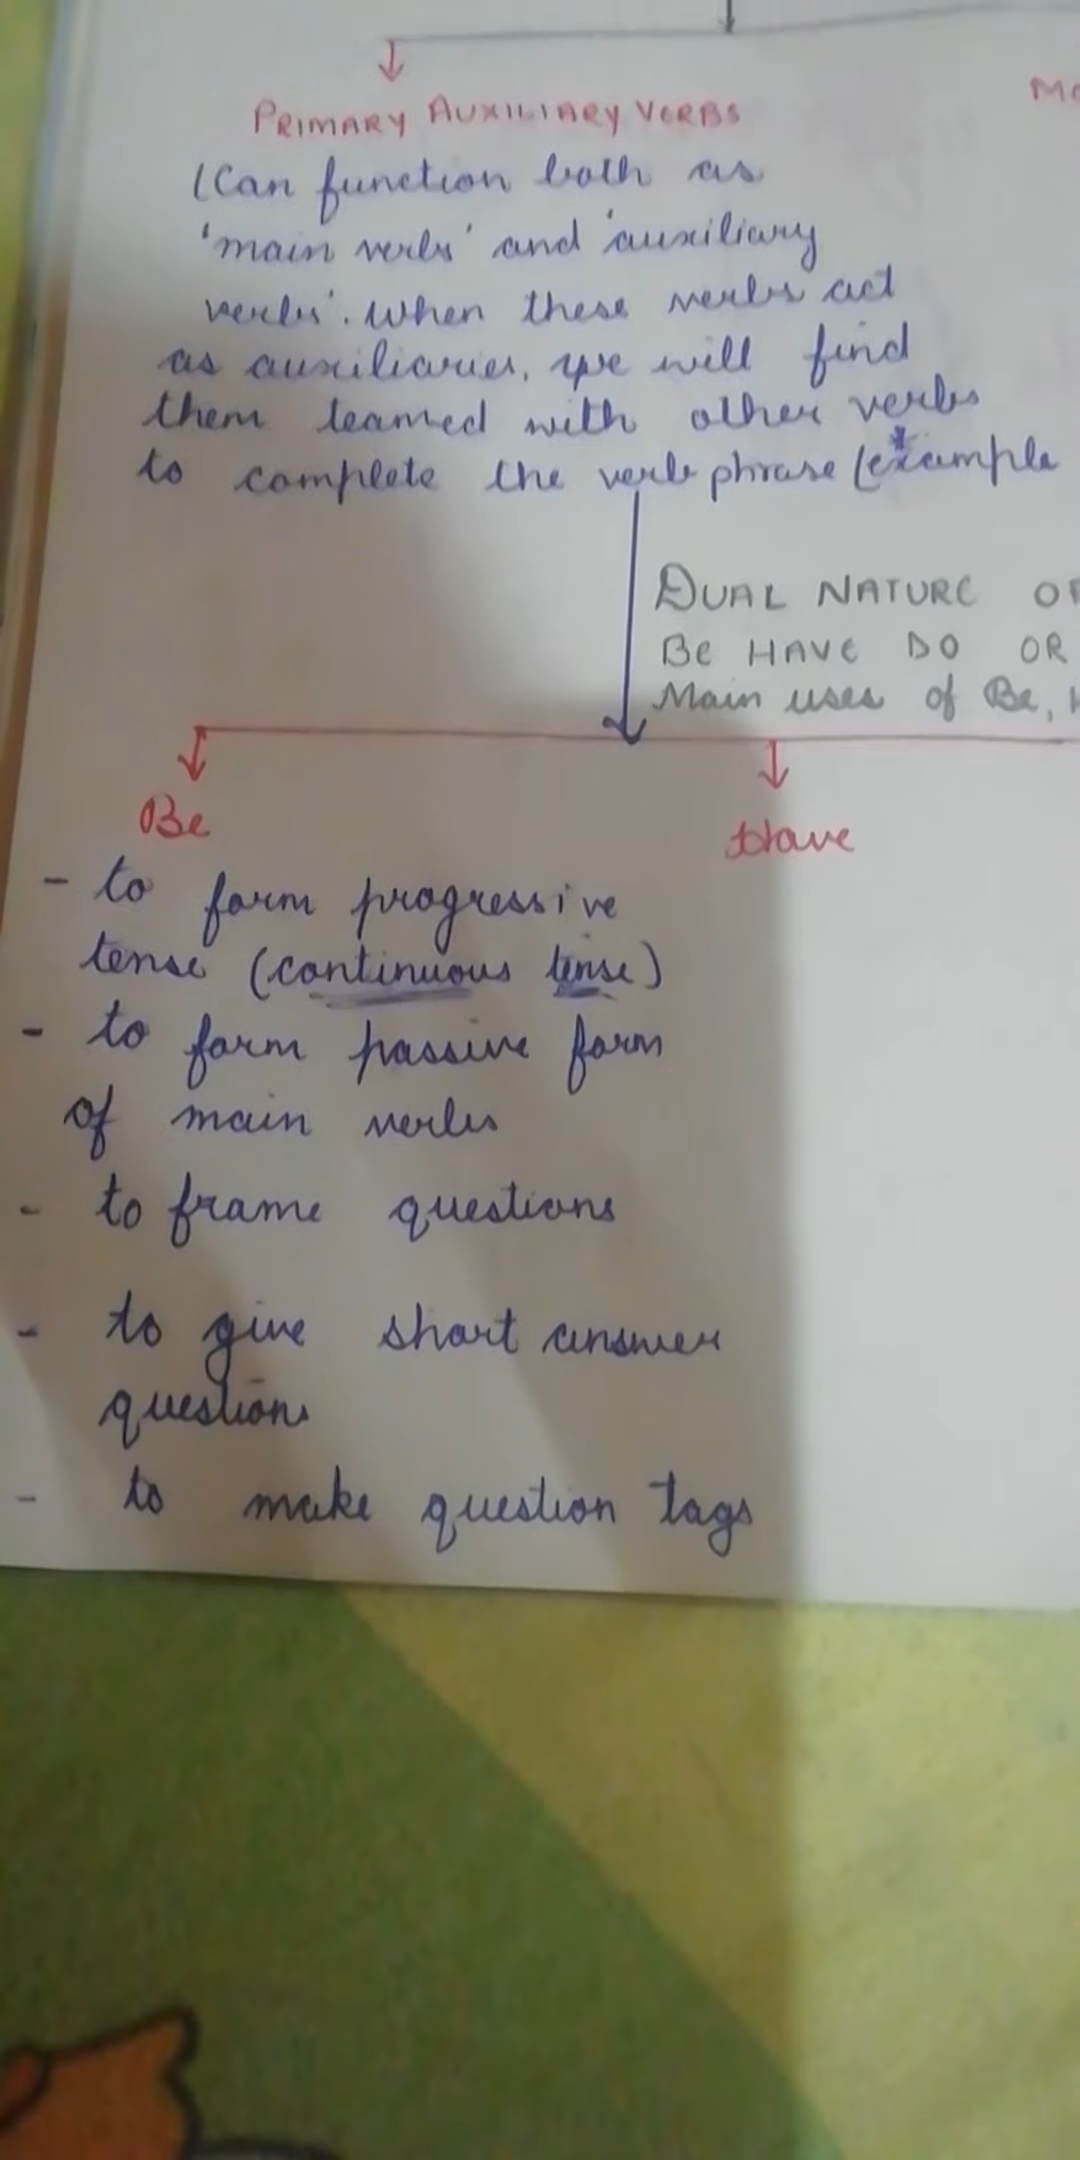 PRIMARY AUXILIARY VERBS
(Can function both as
'main verbs' and 'auxiliary
verbs'. When these verbs act
as auxiliaries, we will find
them teamed with other verbs
to complete the verb phrase (example
DUAL NATURE OF
BE HAVE DO OR
Main uses of Be,
Be
Have
- to form progressive
tense (continuous tense)
- to form passive form
of main verbs
- to frame questions
- to give short answer
questions
- to make question tags